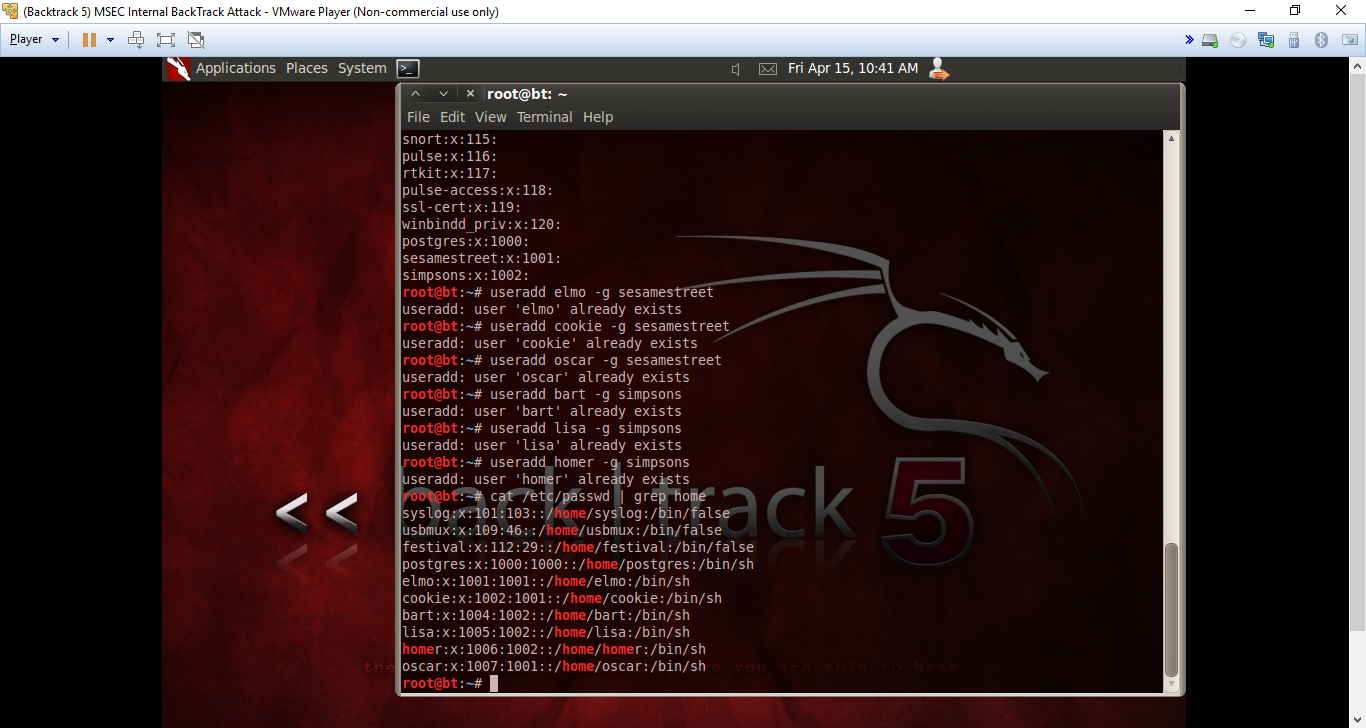 (Backtrack 5) MSEC Internal BackTrack Attack - VMware Player (Non-commercial use only)
Player
Applications Places System
Fri Apr 15, 10:41 AM
root@bt: ~
File Edit View Terminal Help
snort:x:115:
pulse:x:116:
rtkit:x:117:
pulse-access:x:118:
ssl-cert:x:119:
winbindd_priv:x:120:
postgres:x:1000:
sesamestreet:x:1001:
simpsons:x:1002:
root@bt:~# useradd elmo -g sesamestreet
useradd: user 'elmo' already exists
root@bt:~# useradd cookie -g sesamestreet
useradd: user 'cookie' already exists
root@bt:~# useradd oscar -g sesamestreet
useradd: user 'oscar' already exists
root@bt:~# useradd bart -g simpsons
useradd: user 'bart' already exists
root@bt:~# useradd lisa -g simpsons
useradd: user 'lisa' already exists
root@bt:~# useradd homer -g simpsons
useradd: user 'homer' already exists
root@bt:~# cat /etc/passwd | grep home
syslog:x:101:103::/home/syslog:/bin/false
usbmux:x:109:46::/home/usbmux:/bin/false
festival:x:112:29::/home/festival:/bin/false
postgres:x:1000:1000::/home/postgres:/bin/sh
elmo:x:1001:1001::/home/elmo:/bin/sh
cookie:x:1002:1001::/home/cookie:/bin/sh
bart:x:1004:1002::/home/bart:/bin/sh
lisa:x:1005:1002::/home/lisa:/bin/sh
homer:x:1006:1002::/home/homer:/bin/sh
oscar:x:1007:1001::/home/oscar:/bin/sh
root@bt:~#
<< back | track 5
the you are able to hear